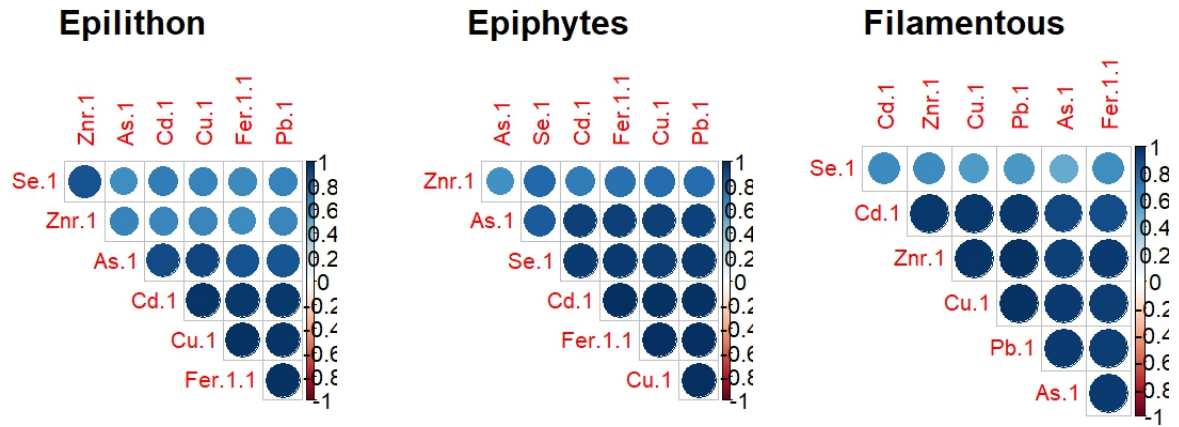 Epilithon
Znr.1
As.1
Cd.1
Cu.1
Fer.1.1
Pb.1
Se.1
Znr.1
As.1
Cd.1
Cu.1
Fer.1.1
1
0.8
0.6
0.4
0.2
0
-0.2
-0.4
-0.6
-0.8
-1
Epiphytes
As.1
Se.1
Cd.1
Fer.1.1
Cu.1
Pb.1
Znr.1
As.1
Se.1
Cd.1
Fer.1.1
Cu.1
1
0.8
0.6
0.4
0.2
0
-0.2
-0.4
-0.6
-0.8
-1
Filamentous
Cd.1
Znr.1
Cu.1
Pb.1
As.1
Fer.1.1
Se.1
Cd.1
Znr.1
Cu.1
Pb.1
As.1
1
0.8
0.6
0.4
0.2
0
-0.2
-0.4
-0.6
-0.8
-1